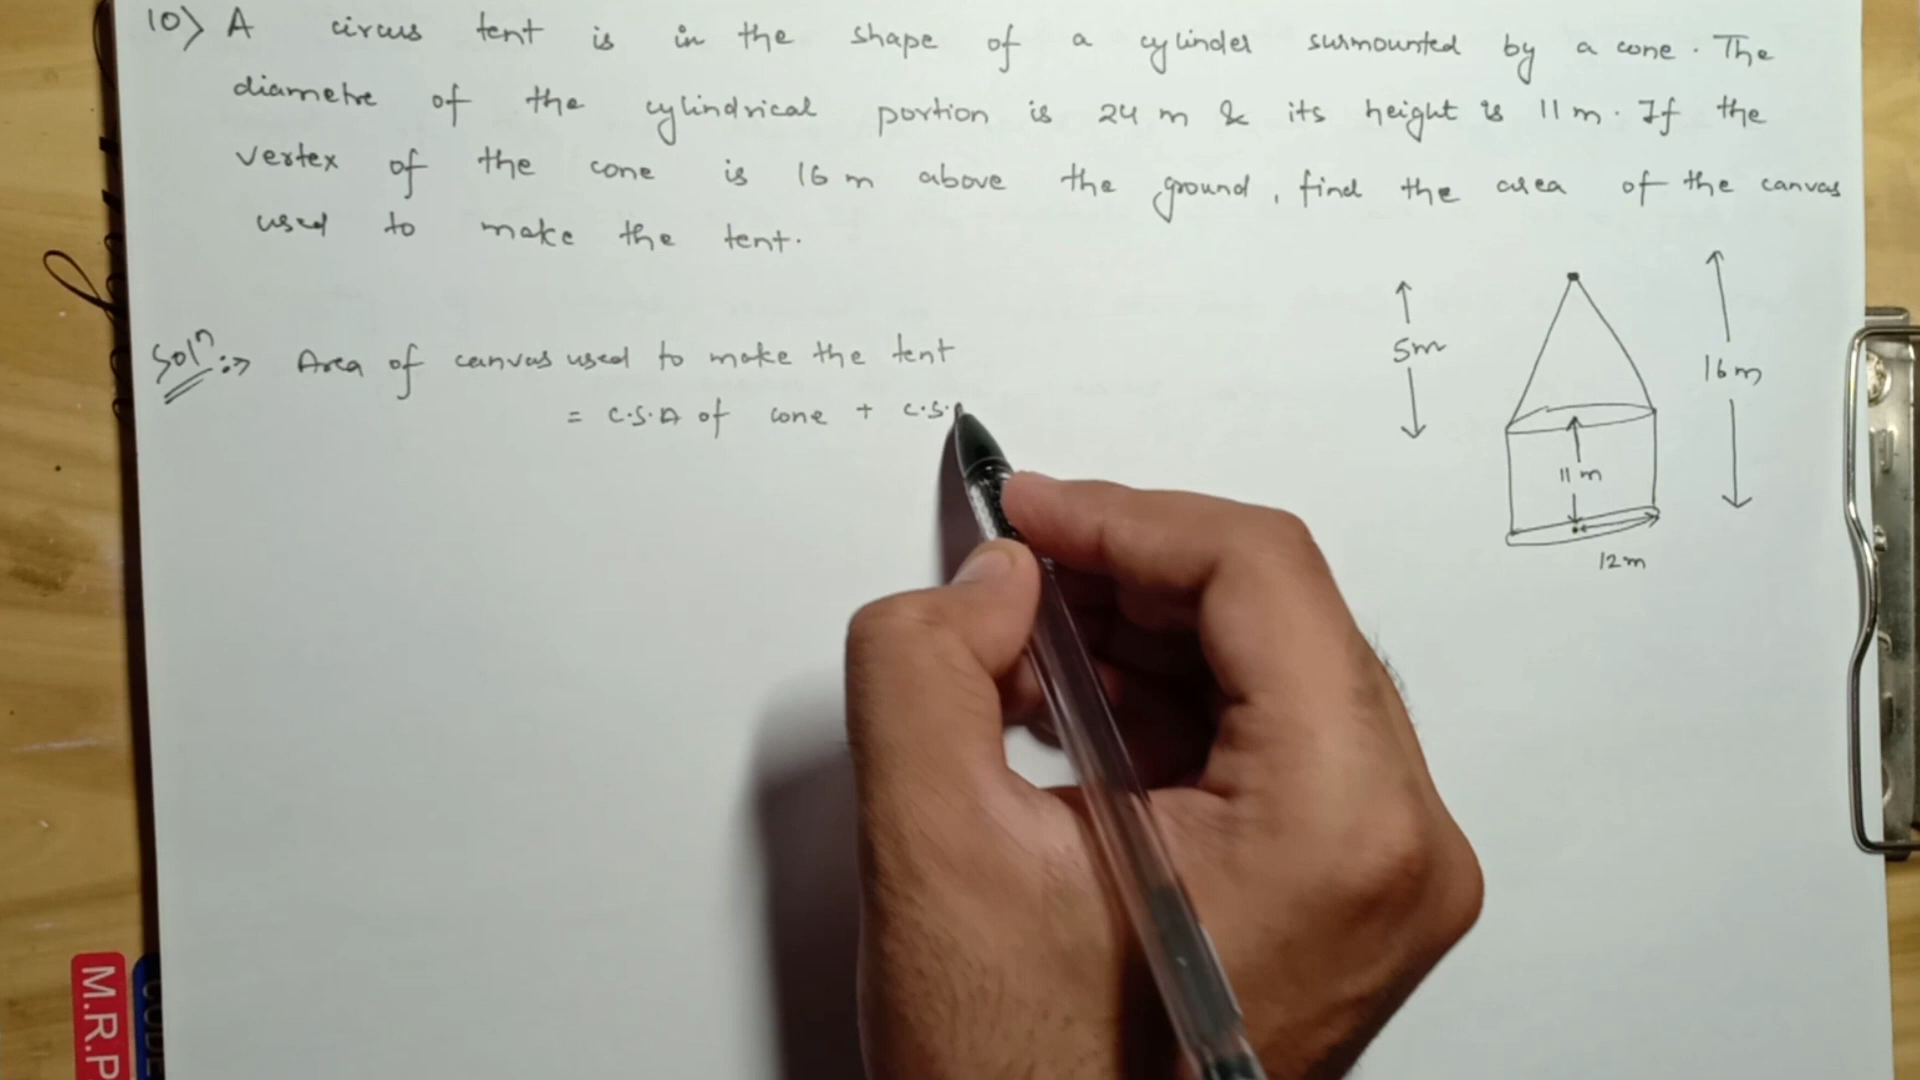 10) A circus tent is in the shape of a cylinder surmounted by a cone. The
diametre of the cylindrical portion is 24 m & its height is 11 m. If the
vertex of the cone is 16 m above the ground, find the area of the canvas
used to make the tent.
Solⁿ :→ Area of canvas used to make the tent
= C.S.A of cone + C.S.A
5m
16m
11 m
12m
M.R.P
CODE